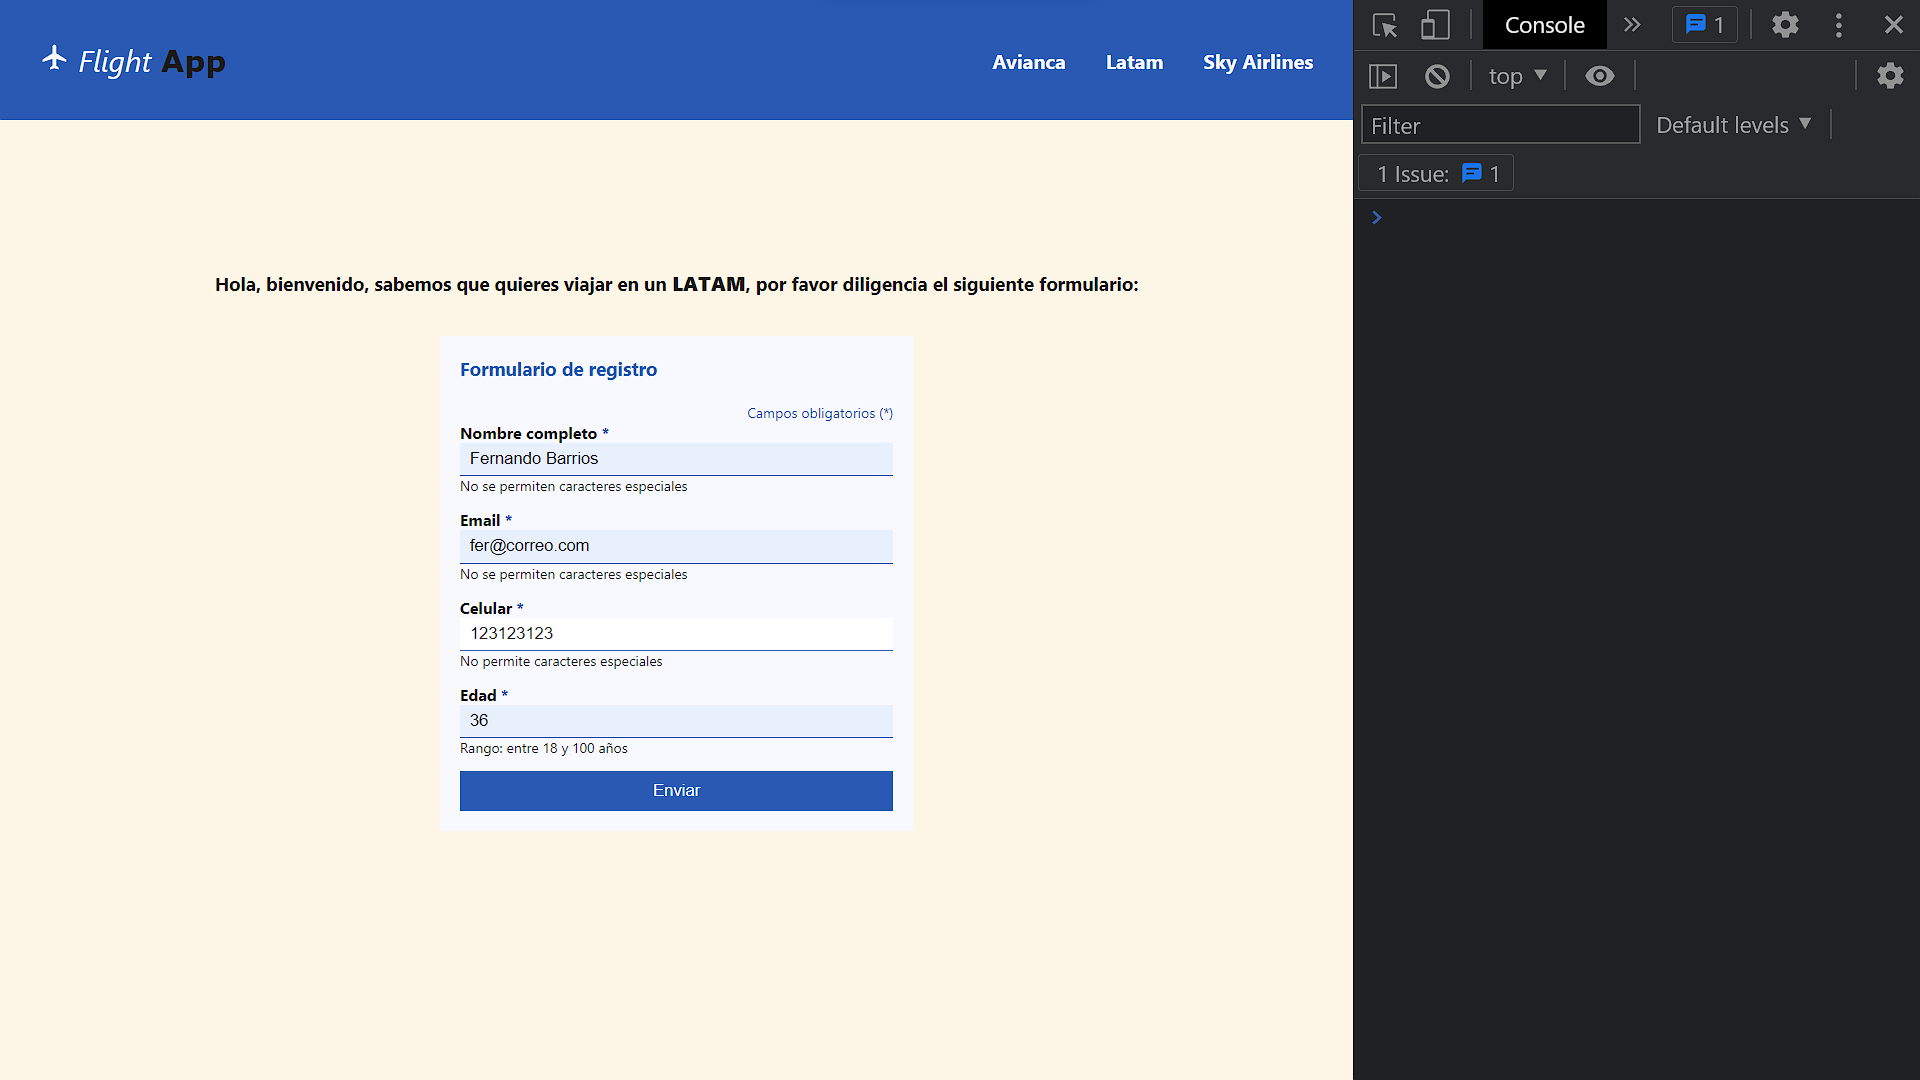 Flight App
Avianca Latam Sky Airlines
Hola, bienvenido, sabemos que quieres viajar en un LATAM, por favor diligencia el siguiente formulario:
Formulario de registro
Campos obligatorios (*)
Nombre completo *
Fernando Barrios
No se permiten caracteres especiales
Email *
fer@correo.com
No se permiten caracteres especiales
Celular *
123123123
No permite caracteres especiales
Edad *
36
Rango: entre 18 y 100 años
Enviar
Console 1
top
Filter Default levels
1 Issue: 1